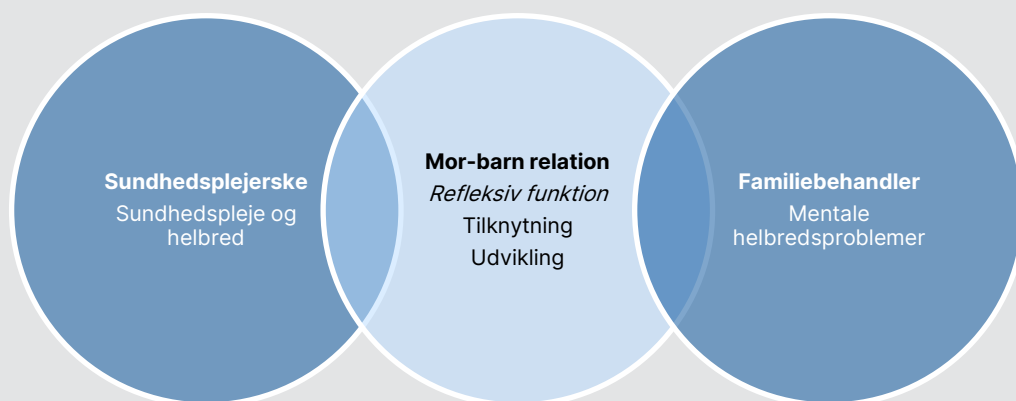 Sundhedsplejerske
Sundhedspleje og
helbred
Mor-barn relation
Refleksiv funktion
Tilknytning
Udvikling
Familiebehandler
Mentale
helbredsproblemer